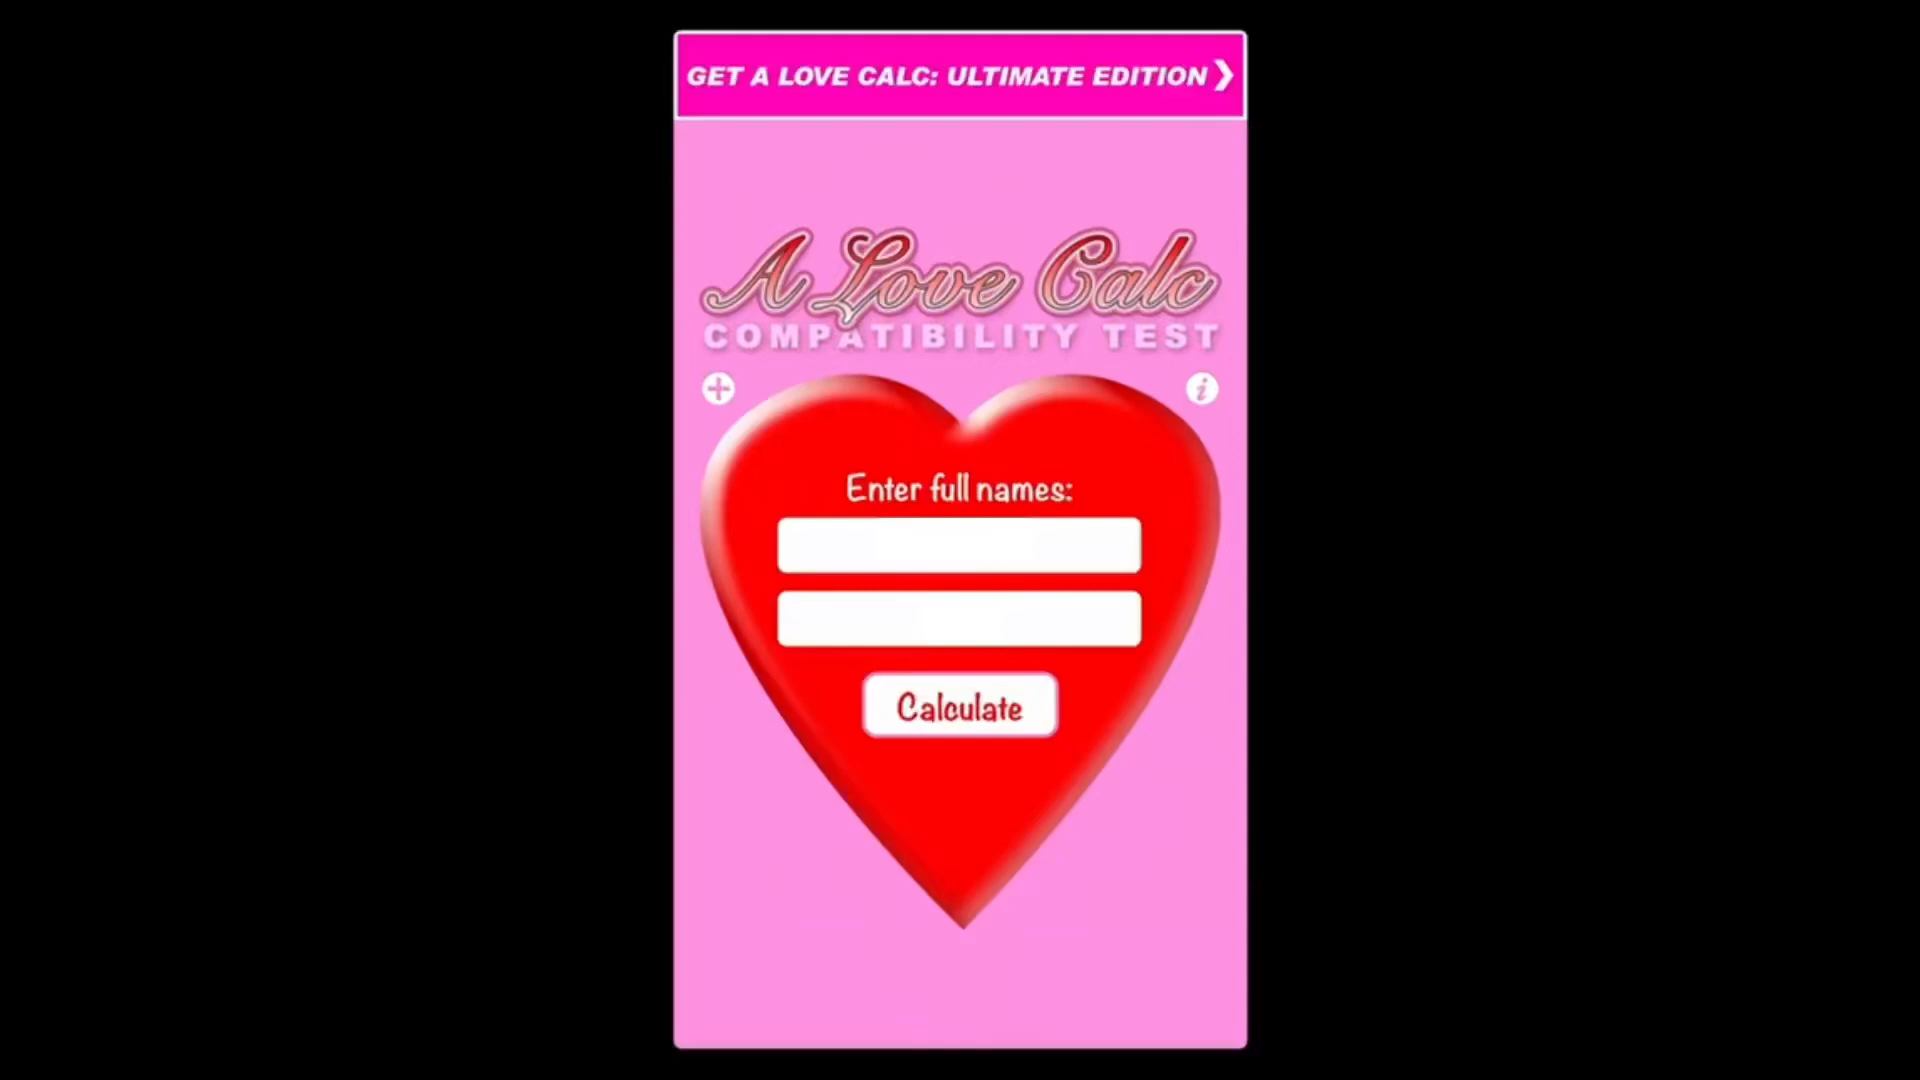 GET A LOVE CALC: ULTIMATE EDITION ❯
A Love Calc
COMPATIBILITY TEST
+
i
Enter full names:
Calculate